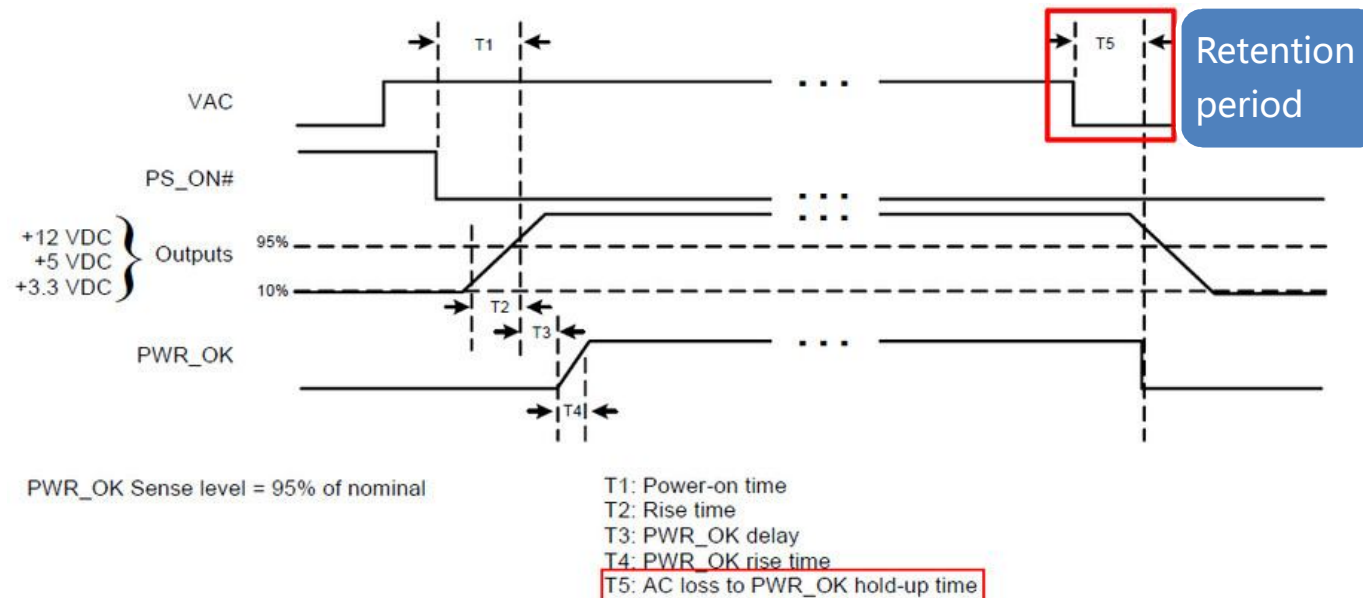 T1
T5
Retention
period
VAC
PS_ON#
+12 VDC
+5 VDC
+3.3 VDC
Outputs
95%
10%
T2
T3
PWR_OK
T4
PWR_OK Sense level = 95% of nominal
T1: Power-on time
T2: Rise time
T3: PWR_OK delay
T4: PWR_OK rise time
T5: AC loss to PWR_OK hold-up time